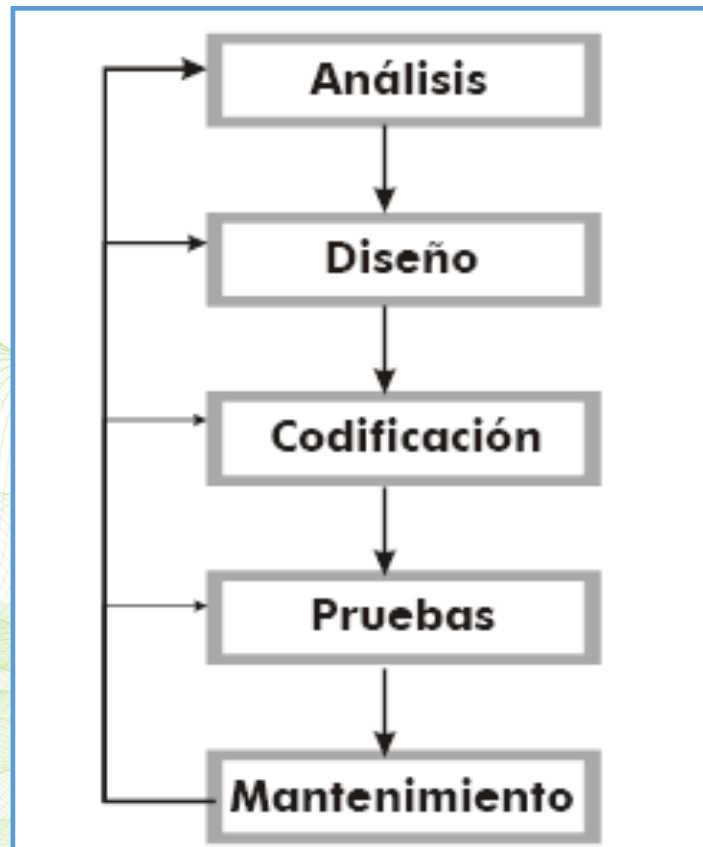 Análisis
Diseño
Codificación
Pruebas
Mantenimiento